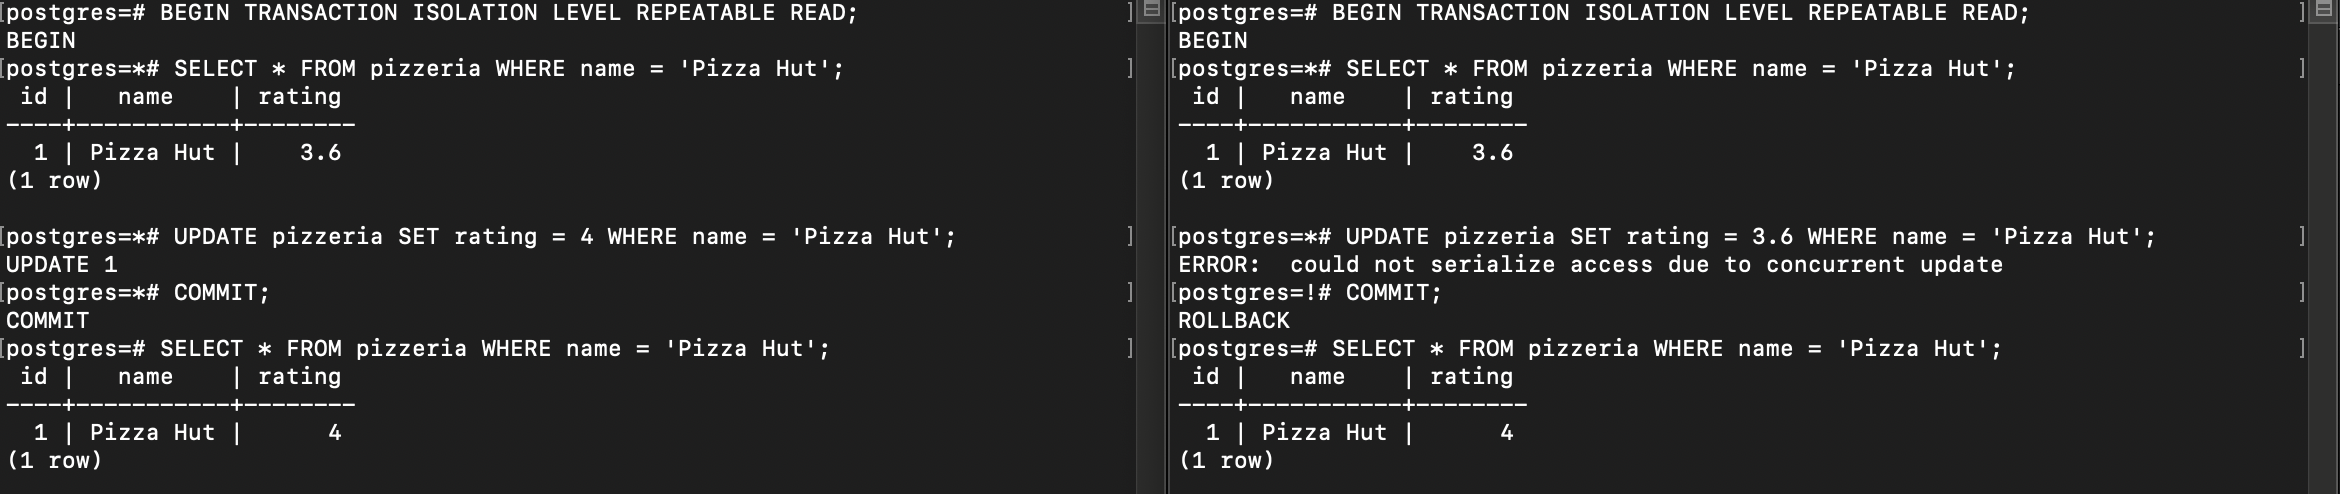 postgres=# BEGIN TRANSACTION ISOLATION LEVEL REPEATABLE READ;
BEGIN
postgres=*# SELECT * FROM pizzeria WHERE name = 'Pizza Hut';
 id |   name    | rating
----+-----------+--------
  1 | Pizza Hut |    3.6
(1 row)

postgres=*# UPDATE pizzeria SET rating = 4 WHERE name = 'Pizza Hut';
UPDATE 1
postgres=*# COMMIT;
COMMIT
postgres=# SELECT * FROM pizzeria WHERE name = 'Pizza Hut';
 id |   name    | rating
----+-----------+--------
  1 | Pizza Hut |      4
(1 row)

postgres=# BEGIN TRANSACTION ISOLATION LEVEL REPEATABLE READ;
BEGIN
postgres=*# SELECT * FROM pizzeria WHERE name = 'Pizza Hut';
 id |   name    | rating
----+-----------+--------
  1 | Pizza Hut |    3.6
(1 row)

postgres=*# UPDATE pizzeria SET rating = 3.6 WHERE name = 'Pizza Hut';
ERROR:  could not serialize access due to concurrent update
postgres=!# COMMIT;
ROLLBACK
postgres=# SELECT * FROM pizzeria WHERE name = 'Pizza Hut';
 id |   name    | rating
----+-----------+--------
  1 | Pizza Hut |      4
(1 row)